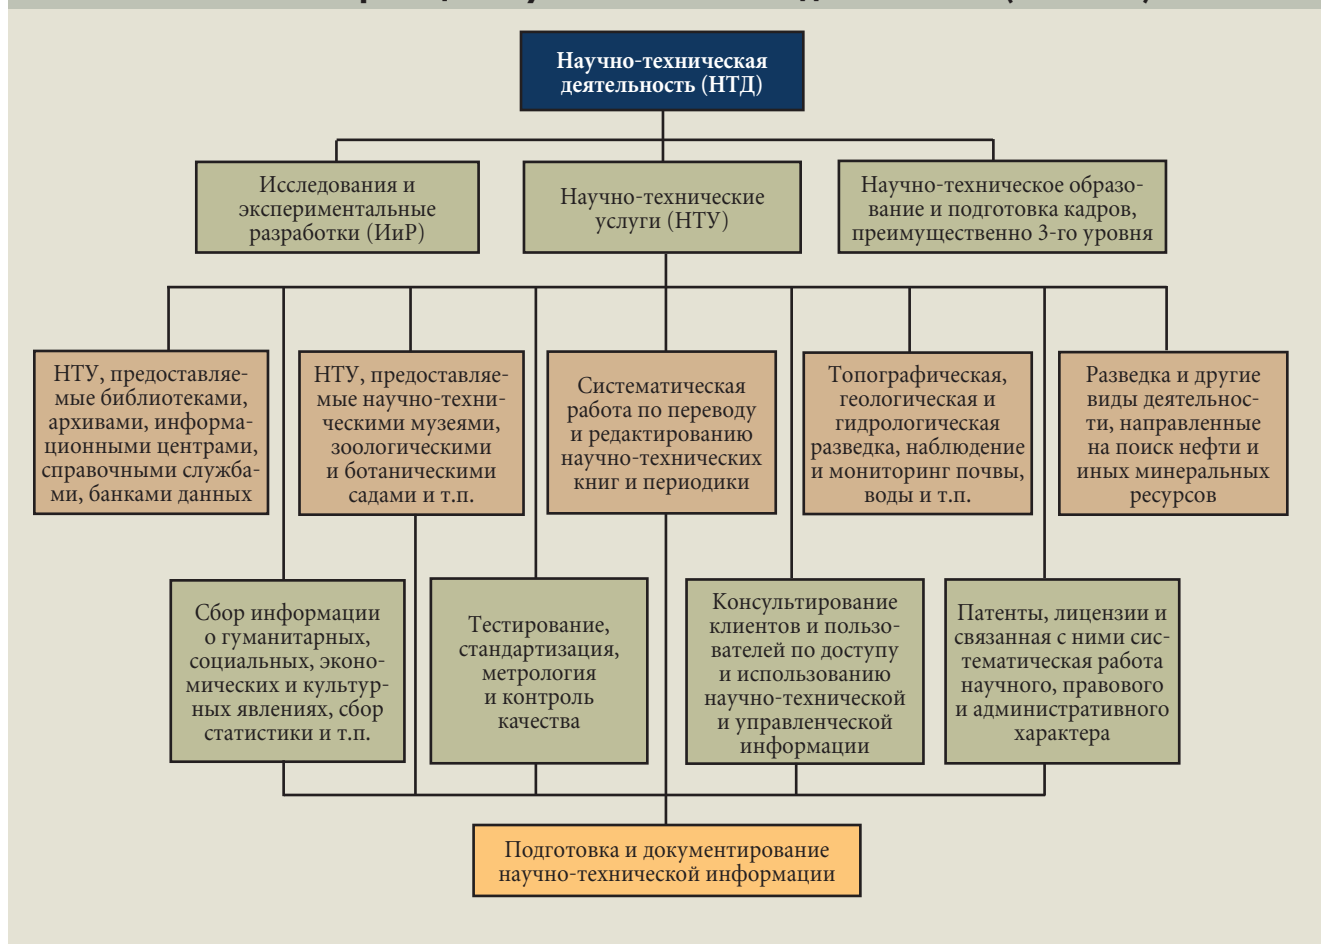 Научно-техническая
деятельность (НТД)
Исследования и
экспериментальные
разработки (ИиР)
Научно-технические
услуги (НТУ)
Научно-техническое образо-
вание и подготовка кадров,
преимущественно 3-го уровня
НТУ, предоставляе-
мые библиотеками,
архивами, информа-
ционными центрами,
справочными служба-
ми, банками данных
НТУ, предоставляе-
мые научно-техни-
ческими музеями,
зоологическими
и ботаническими
садами и т.п.
Систематическая
работа по переводу
и редактированию
научно-технических
книг и периодики
Топографическая,
геологическая и
гидрологическая
разведка, наблюдение
и мониторинг почвы,
воды и т.п.
Разведка и другие
виды деятельнос-
ти, направленные
на поиск нефти и
иных минеральных
ресурсов
Сбор информации
о гуманитарных,
социальных, эконо-
мических и культур-
ных явлениях, сбор
статистики и т.п.
Тестирование,
стандартизация,
метрология
и контроль
качества
Консультирование
клиентов и пользо-
вателей по доступу
и использованию
научно-технической
и управленческой
информации
Патенты, лицензии и
связанная с ними сис-
тематическая работа
научного, правового
и административного
характера
Подготовка и документирование
научно-технической информации